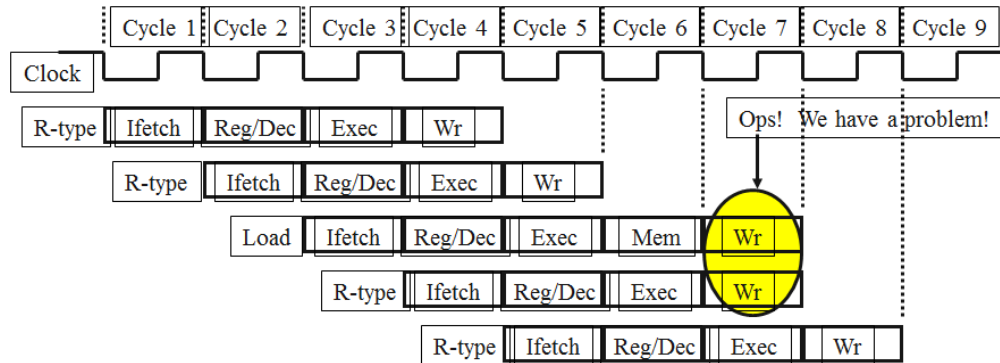 Cycle 1 Cycle 2 Cycle 3 Cycle 4 Cycle 5 Cycle 6 Cycle 7 Cycle 8 Cycle 9
Clock
R-type Ifetch Reg/Dec Exec Wr Ops! We have a problem!
R-type Ifetch Reg/Dec Exec Wr
Load Ifetch Reg/Dec Exec Mem Wr
R-type Ifetch Reg/Dec Exec Wr
R-type Ifetch Reg/Dec Exec Wr